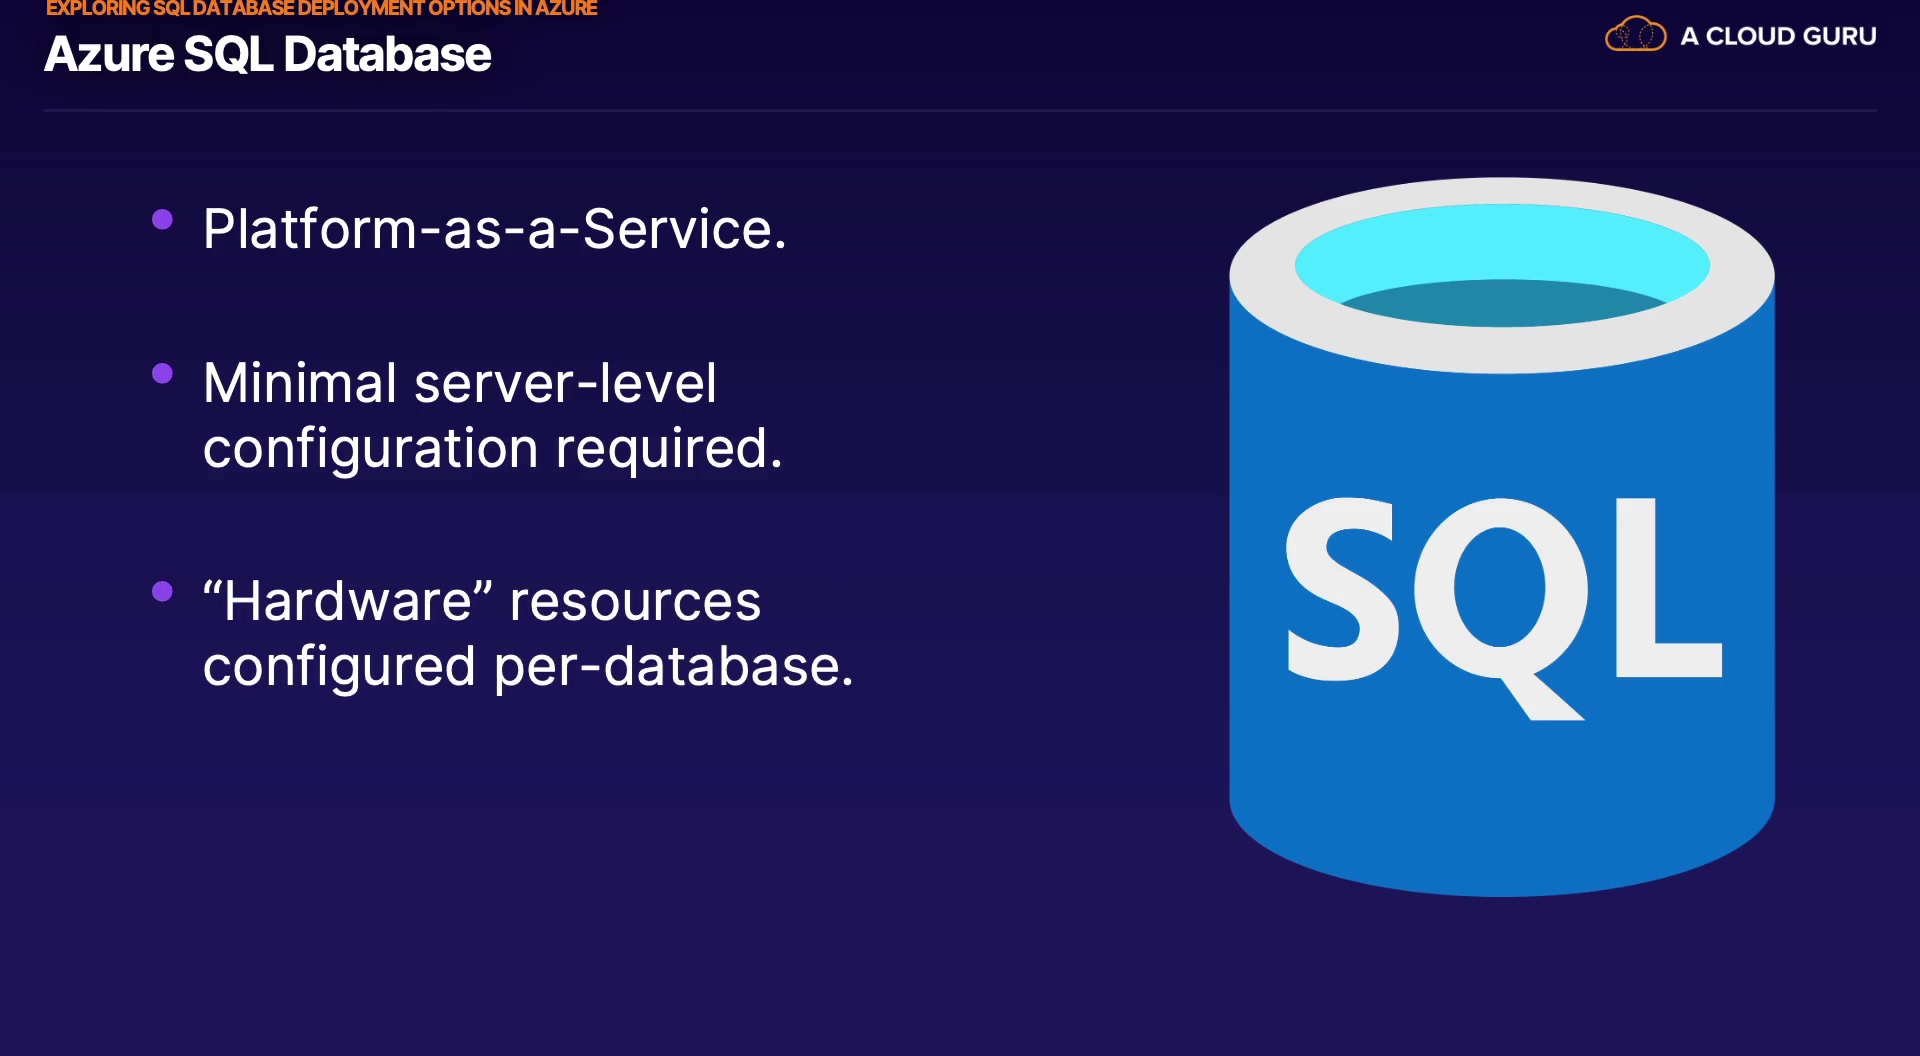 EXPLORING SQL DATABASE DEPLOYMENT OPTIONS IN AZURE
Azure SQL Database
A CLOUD GURU
Platform-as-a-Service.
Minimal server-level
configuration required.
“Hardware” resources
configured per-database.
SQL